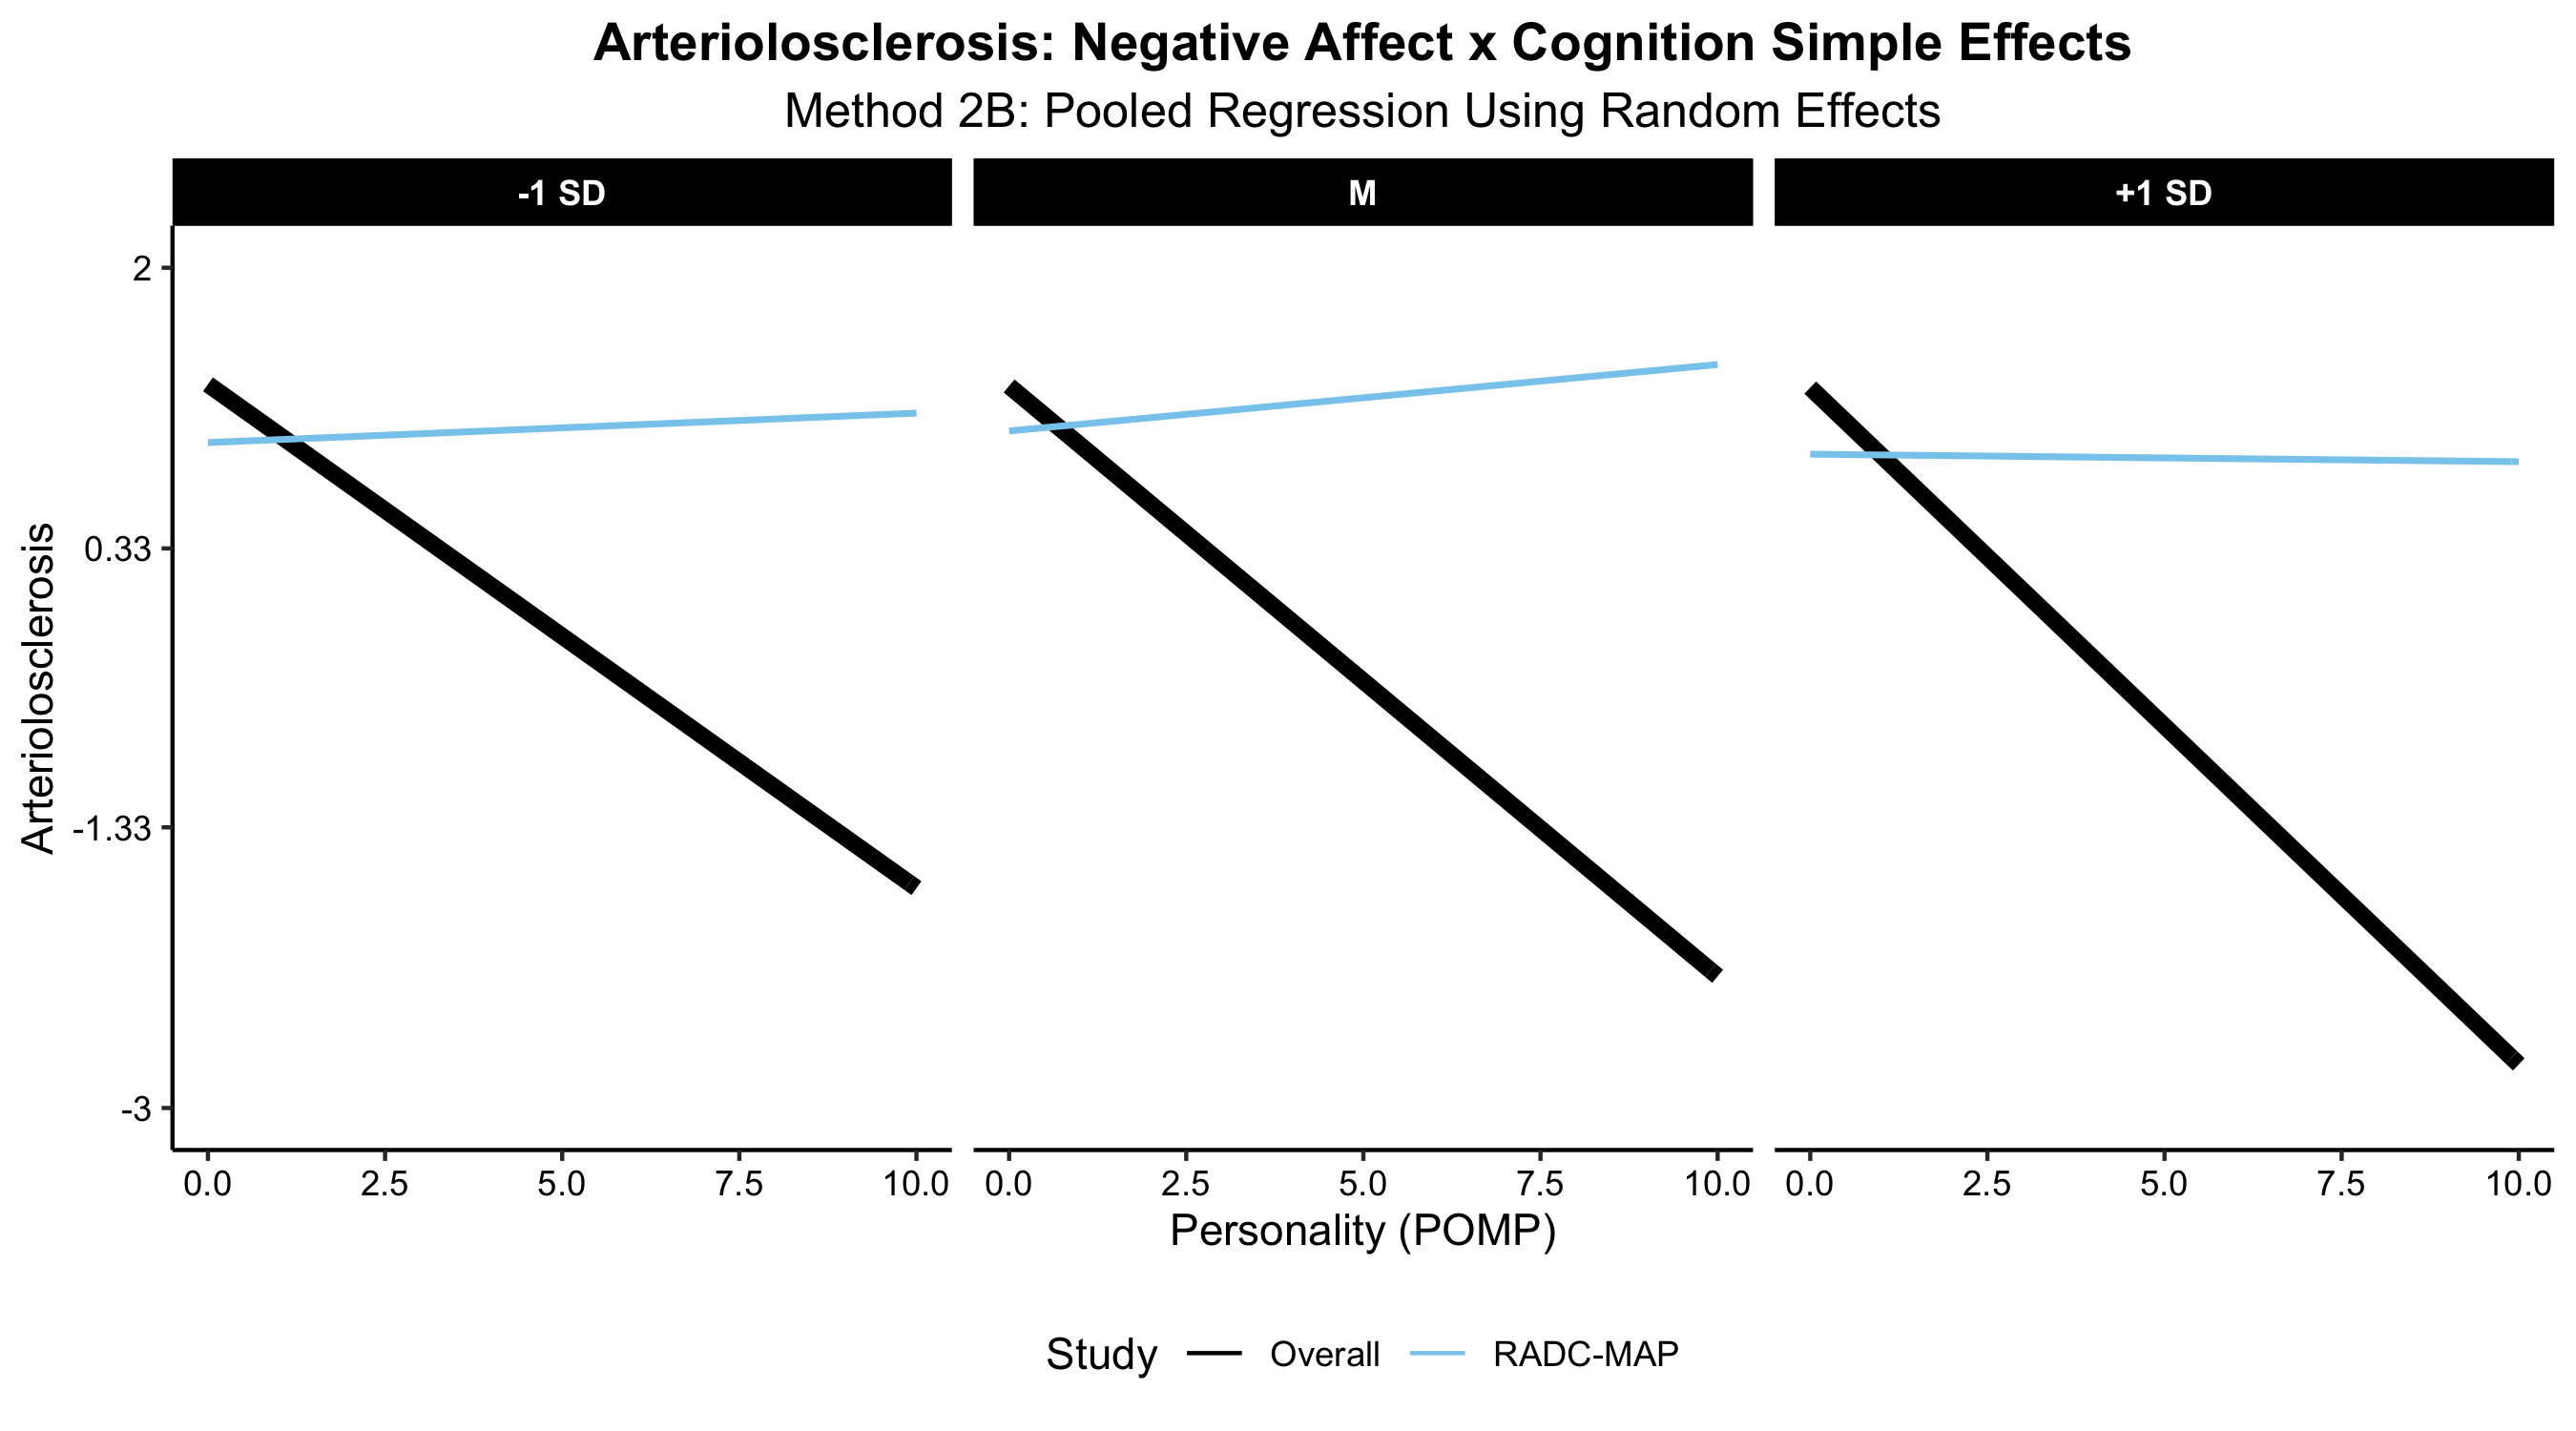 Arteriolosclerosis: Negative Affect x Cognition Simple Effects
Method 2B: Pooled Regression Using Random Effects
-1 SD M +1 SD
2
0.33
-1.33
-3
Arteriolosclerosis
0.0 2.5 5.0 7.5 10.0 0.0 2.5 5.0 7.5 10.0 0.0 2.5 5.0 7.5 10.0
Personality (POMP)
Study Overall RADC-MAP